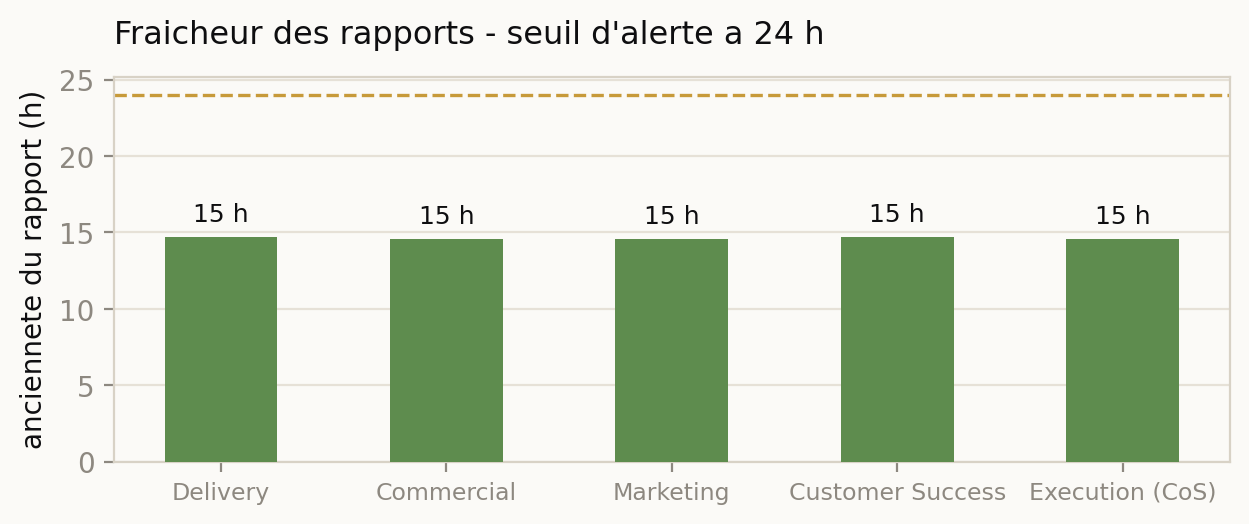 Fraicheur des rapports - seuil d'alerte a 24 h
anciennete du rapport (h)
25
20
15
10
5
0
15 h
15 h
15 h
15 h
15 h
Delivery
Commercial
Marketing
Customer Success
Execution (CoS)